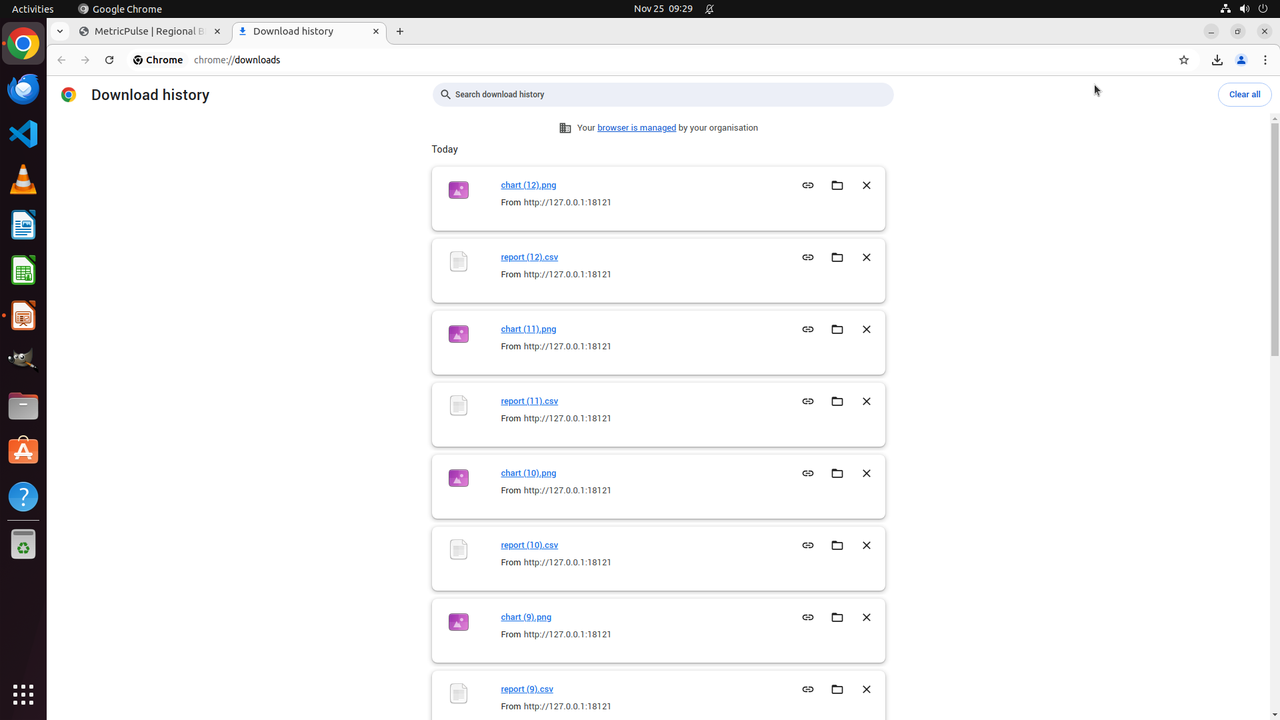 Activities
Google Chrome
Nov 25 09:29
MetricPulse | Regional B
Download history
Chrome
chrome://downloads
Download history
Search download history
Clear all
Your browser is managed by your organisation
Today
chart (12).png
From http://127.0.0.1:18121
report (12).csv
From http://127.0.0.1:18121
chart (11).png
From http://127.0.0.1:18121
report (11).csv
From http://127.0.0.1:18121
chart (10).png
From http://127.0.0.1:18121
report (10).csv
From http://127.0.0.1:18121
chart (9).png
From http://127.0.0.1:18121
report (9).csv
From http://127.0.0.1:18121